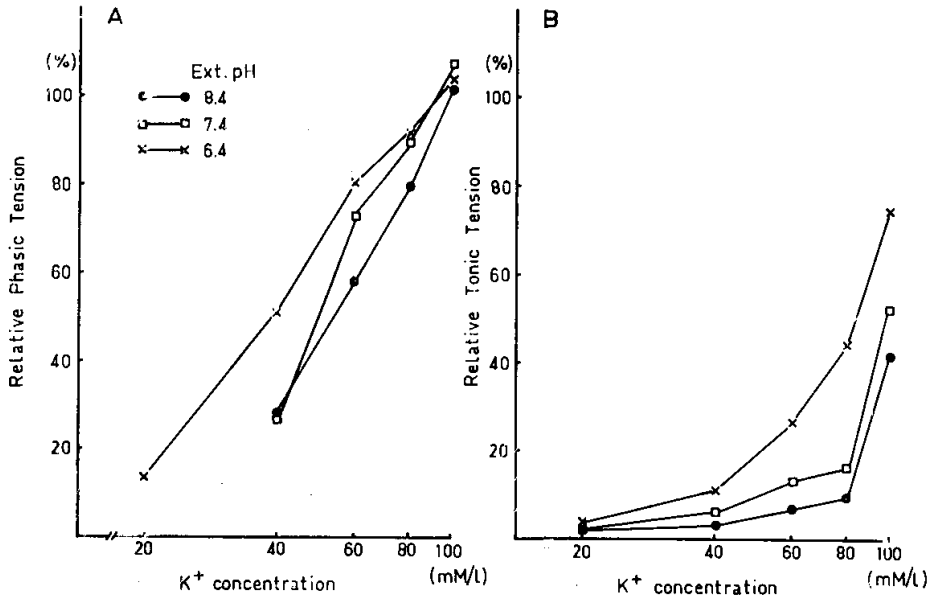 A
(%)
Ext. pH
8.4
7.4
6.4
100
80
60
40
20
Relative Phasic Tension
20 40 60 80 100
K+ concentration (mM/l)
B
(%)
100
80
60
40
20
Relative Tonic Tension
20 40 60 80 100
K+ concentration (mM/l)